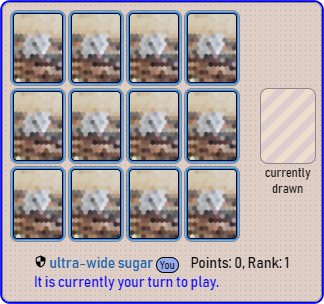 currently
drawn
ultra-wide sugar You Points: 0, Rank: 1
It is currently your turn to play.